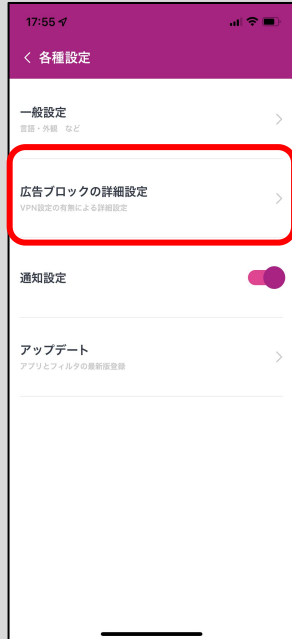 17:55
各種設定
一般設定
言語・外観 など
広告ブロックの詳細設定
VPN設定の有無による詳細設定
通知設定
アップデート
アプリとフィルタの最新版登録